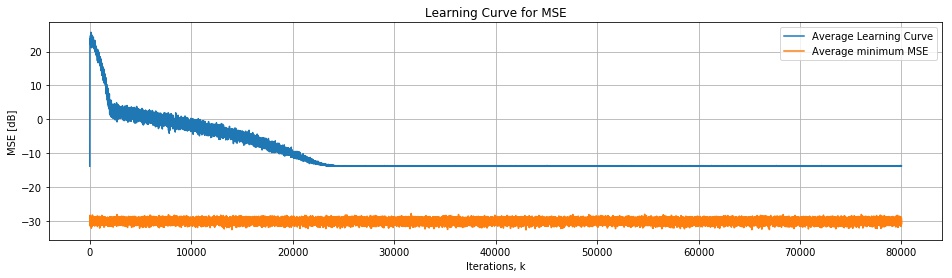 Learning Curve for MSE
Average Learning Curve
Average minimum MSE
MSE [dB]
20
10
0
−10
−20
−30
0 10000 20000 30000 40000 50000 60000 70000 80000
Iterations, k